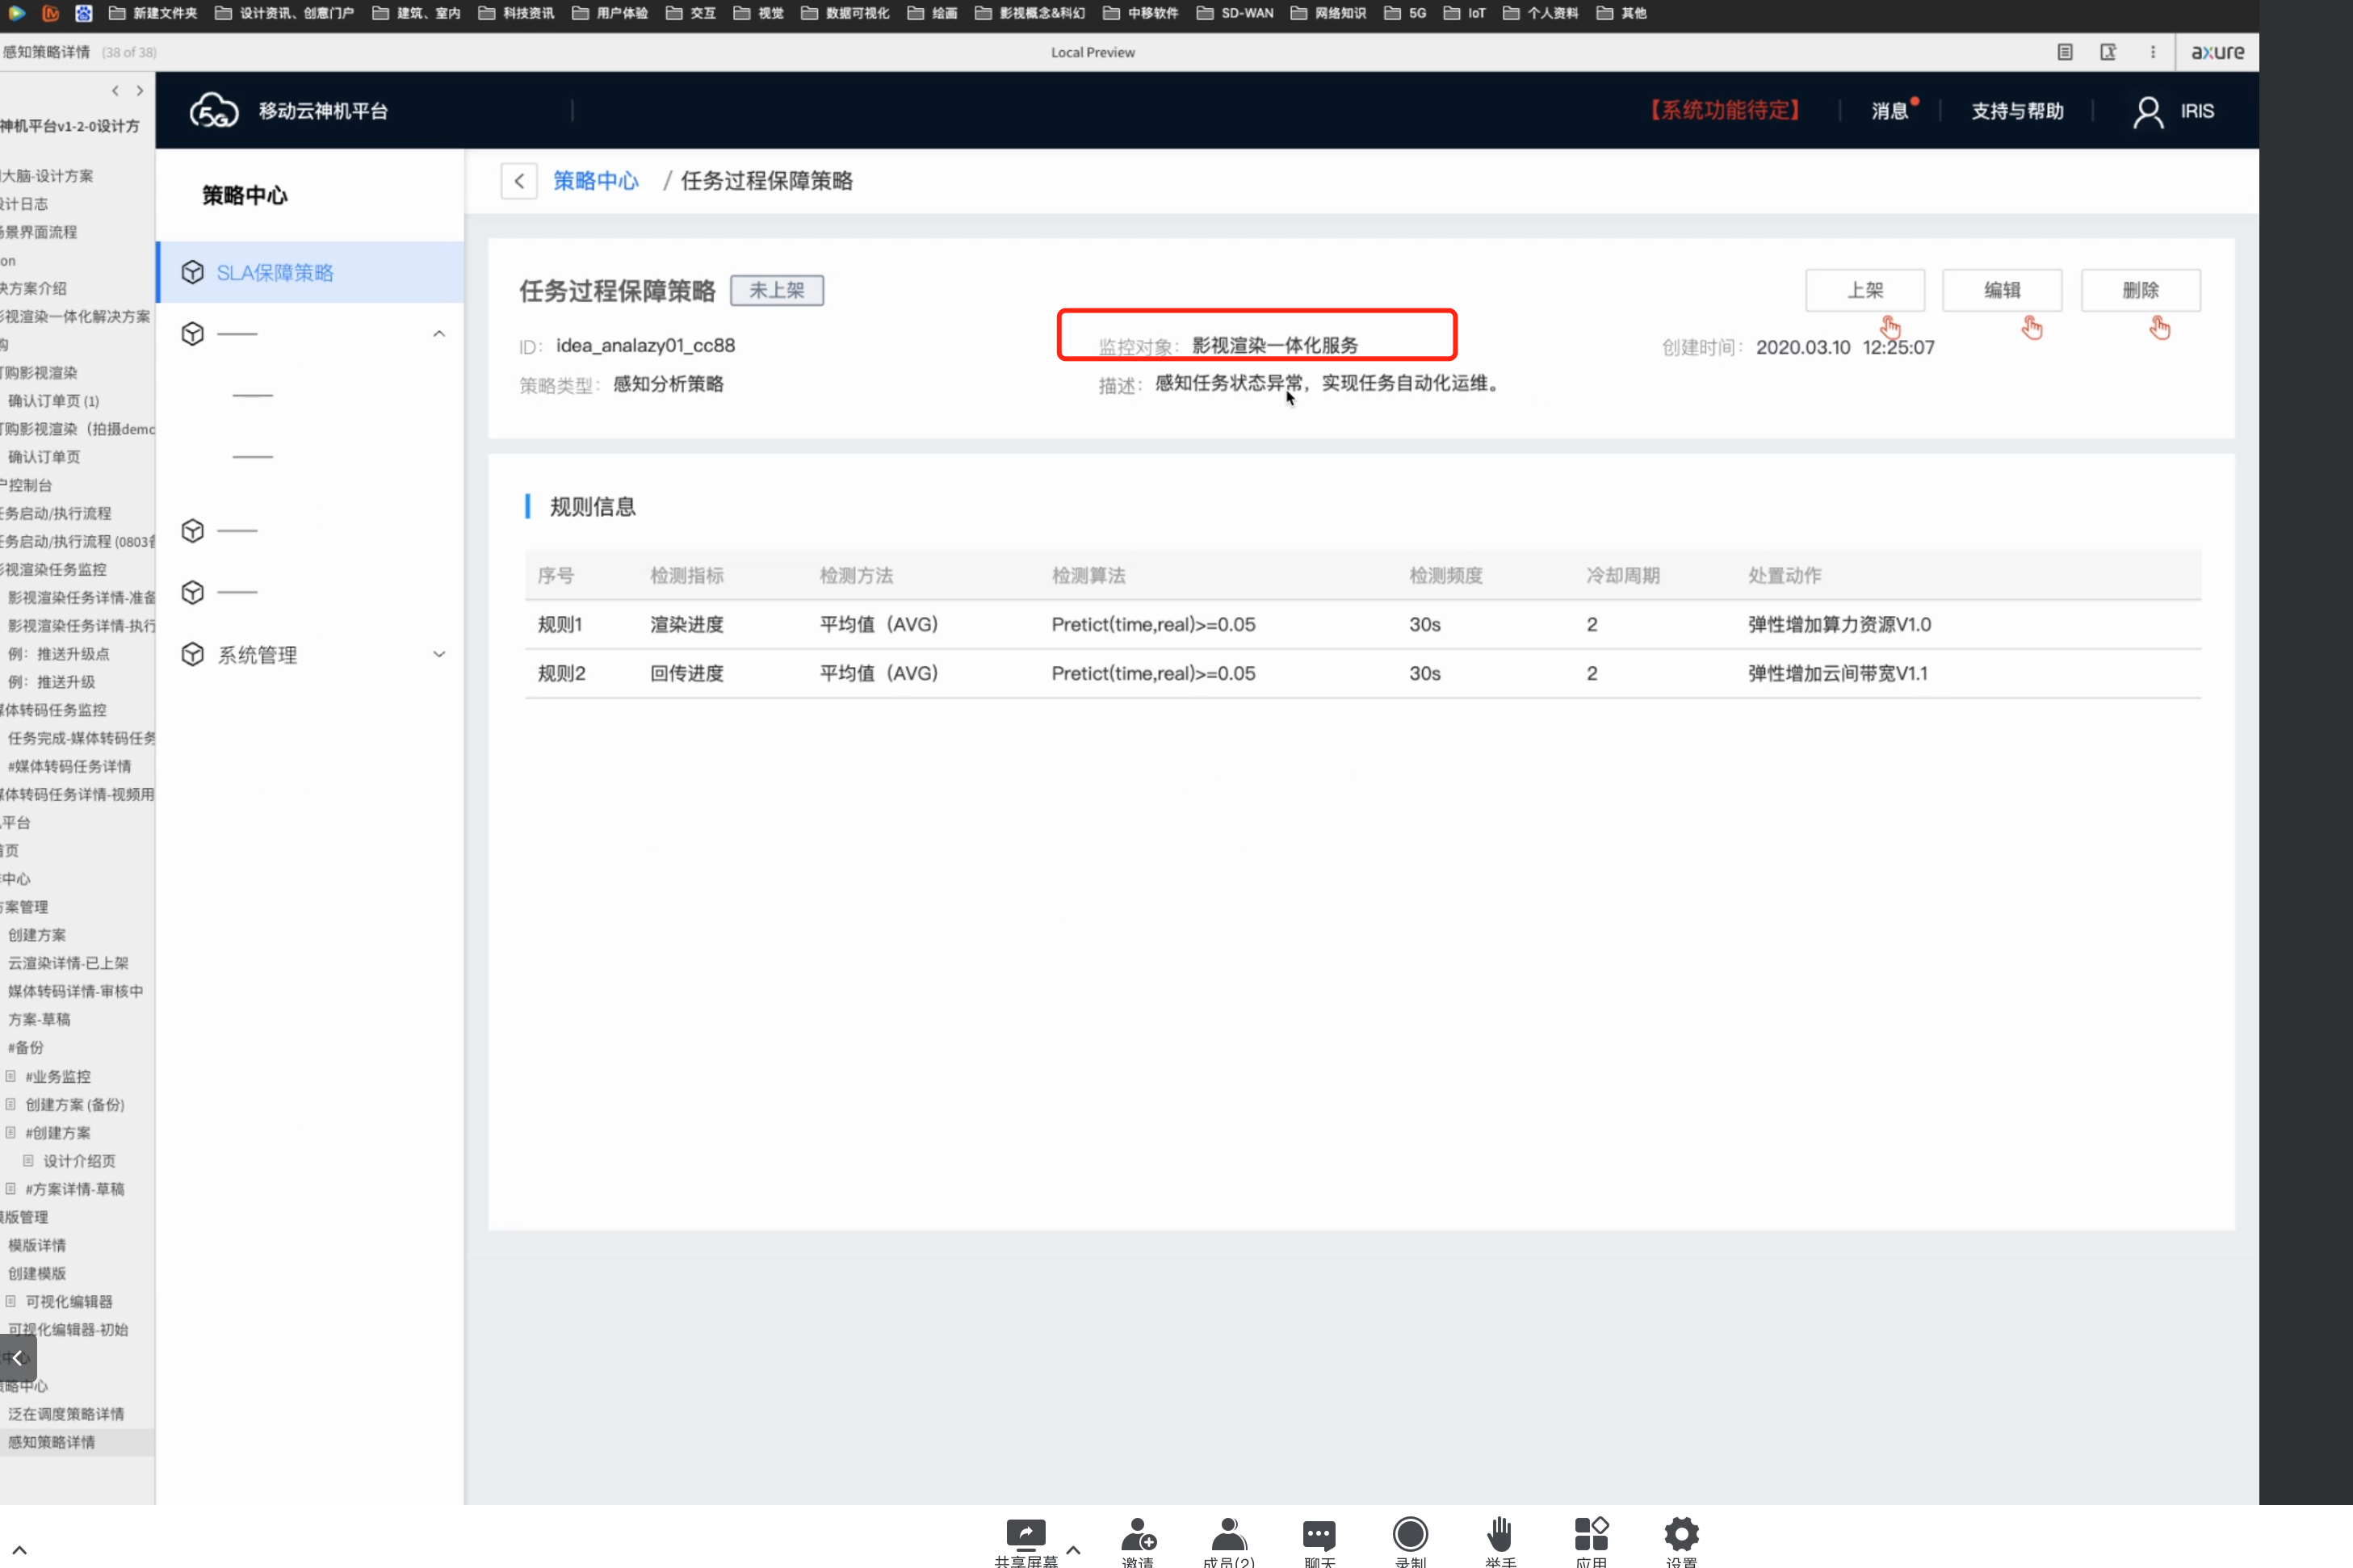 新建文件夹 设计资讯、创意门户 建筑、室内 科技资讯 用户体验 交互 视觉 数据可视化 绘画 影视概念&科幻 中移软件 SD-WAN 网络知识 5G IoT 个人资料 其他
感知策略详情 (38 of 38) Local Preview axure
神机平台v1-2-0设计方
大脑-设计方案
设计日志
场景界面流程
on
决方案介绍
影视渲染一体化解决方案
购
订购影视渲染
确认订单页 (1)
订购影视渲染（拍摄demo
确认订单页
户控制台
任务启动/执行流程
任务启动/执行流程 (0803备
影视渲染任务监控
影视渲染任务详情-准备
影视渲染任务详情-执行
例：推送升级点
例：推送升级
媒体转码任务监控
任务完成-媒体转码任务
#媒体转码任务详情
媒体转码任务详情-视频用
平台
首页
中心
方案管理
创建方案
云渲染详情-已上架
媒体转码详情-审核中
方案-草稿
#备份
#业务监控
创建方案 (备份)
#创建方案
设计介绍页
#方案详情-草稿
模版管理
模版详情
创建模版
可视化编辑器
可视化编辑器-初始
中心
策略中心
泛在调度策略详情
感知策略详情
5G 移动云神机平台 【系统功能待定】 消息 支持与帮助 IRIS
策略中心
SLA保障策略
系统管理
策略中心 / 任务过程保障策略
任务过程保障策略 未上架 上架 编辑 删除
ID: idea_analazy01_cc88 监控对象： 影视渲染一体化服务 创建时间： 2020.03.10 12:25:07
策略类型： 感知分析策略 描述： 感知任务状态异常，实现任务自动化运维。
规则信息
序号 检测指标 检测方法 检测算法 检测频度 冷却周期 处置动作
规则1 渲染进度 平均值（AVG） Pretict(time,real)>=0.05 30s 2 弹性增加算力资源V1.0
规则2 回传进度 平均值（AVG） Pretict(time,real)>=0.05 30s 2 弹性增加云间带宽V1.1
共享屏幕 邀请 成员(2) 聊天 录制 举手 应用 设置